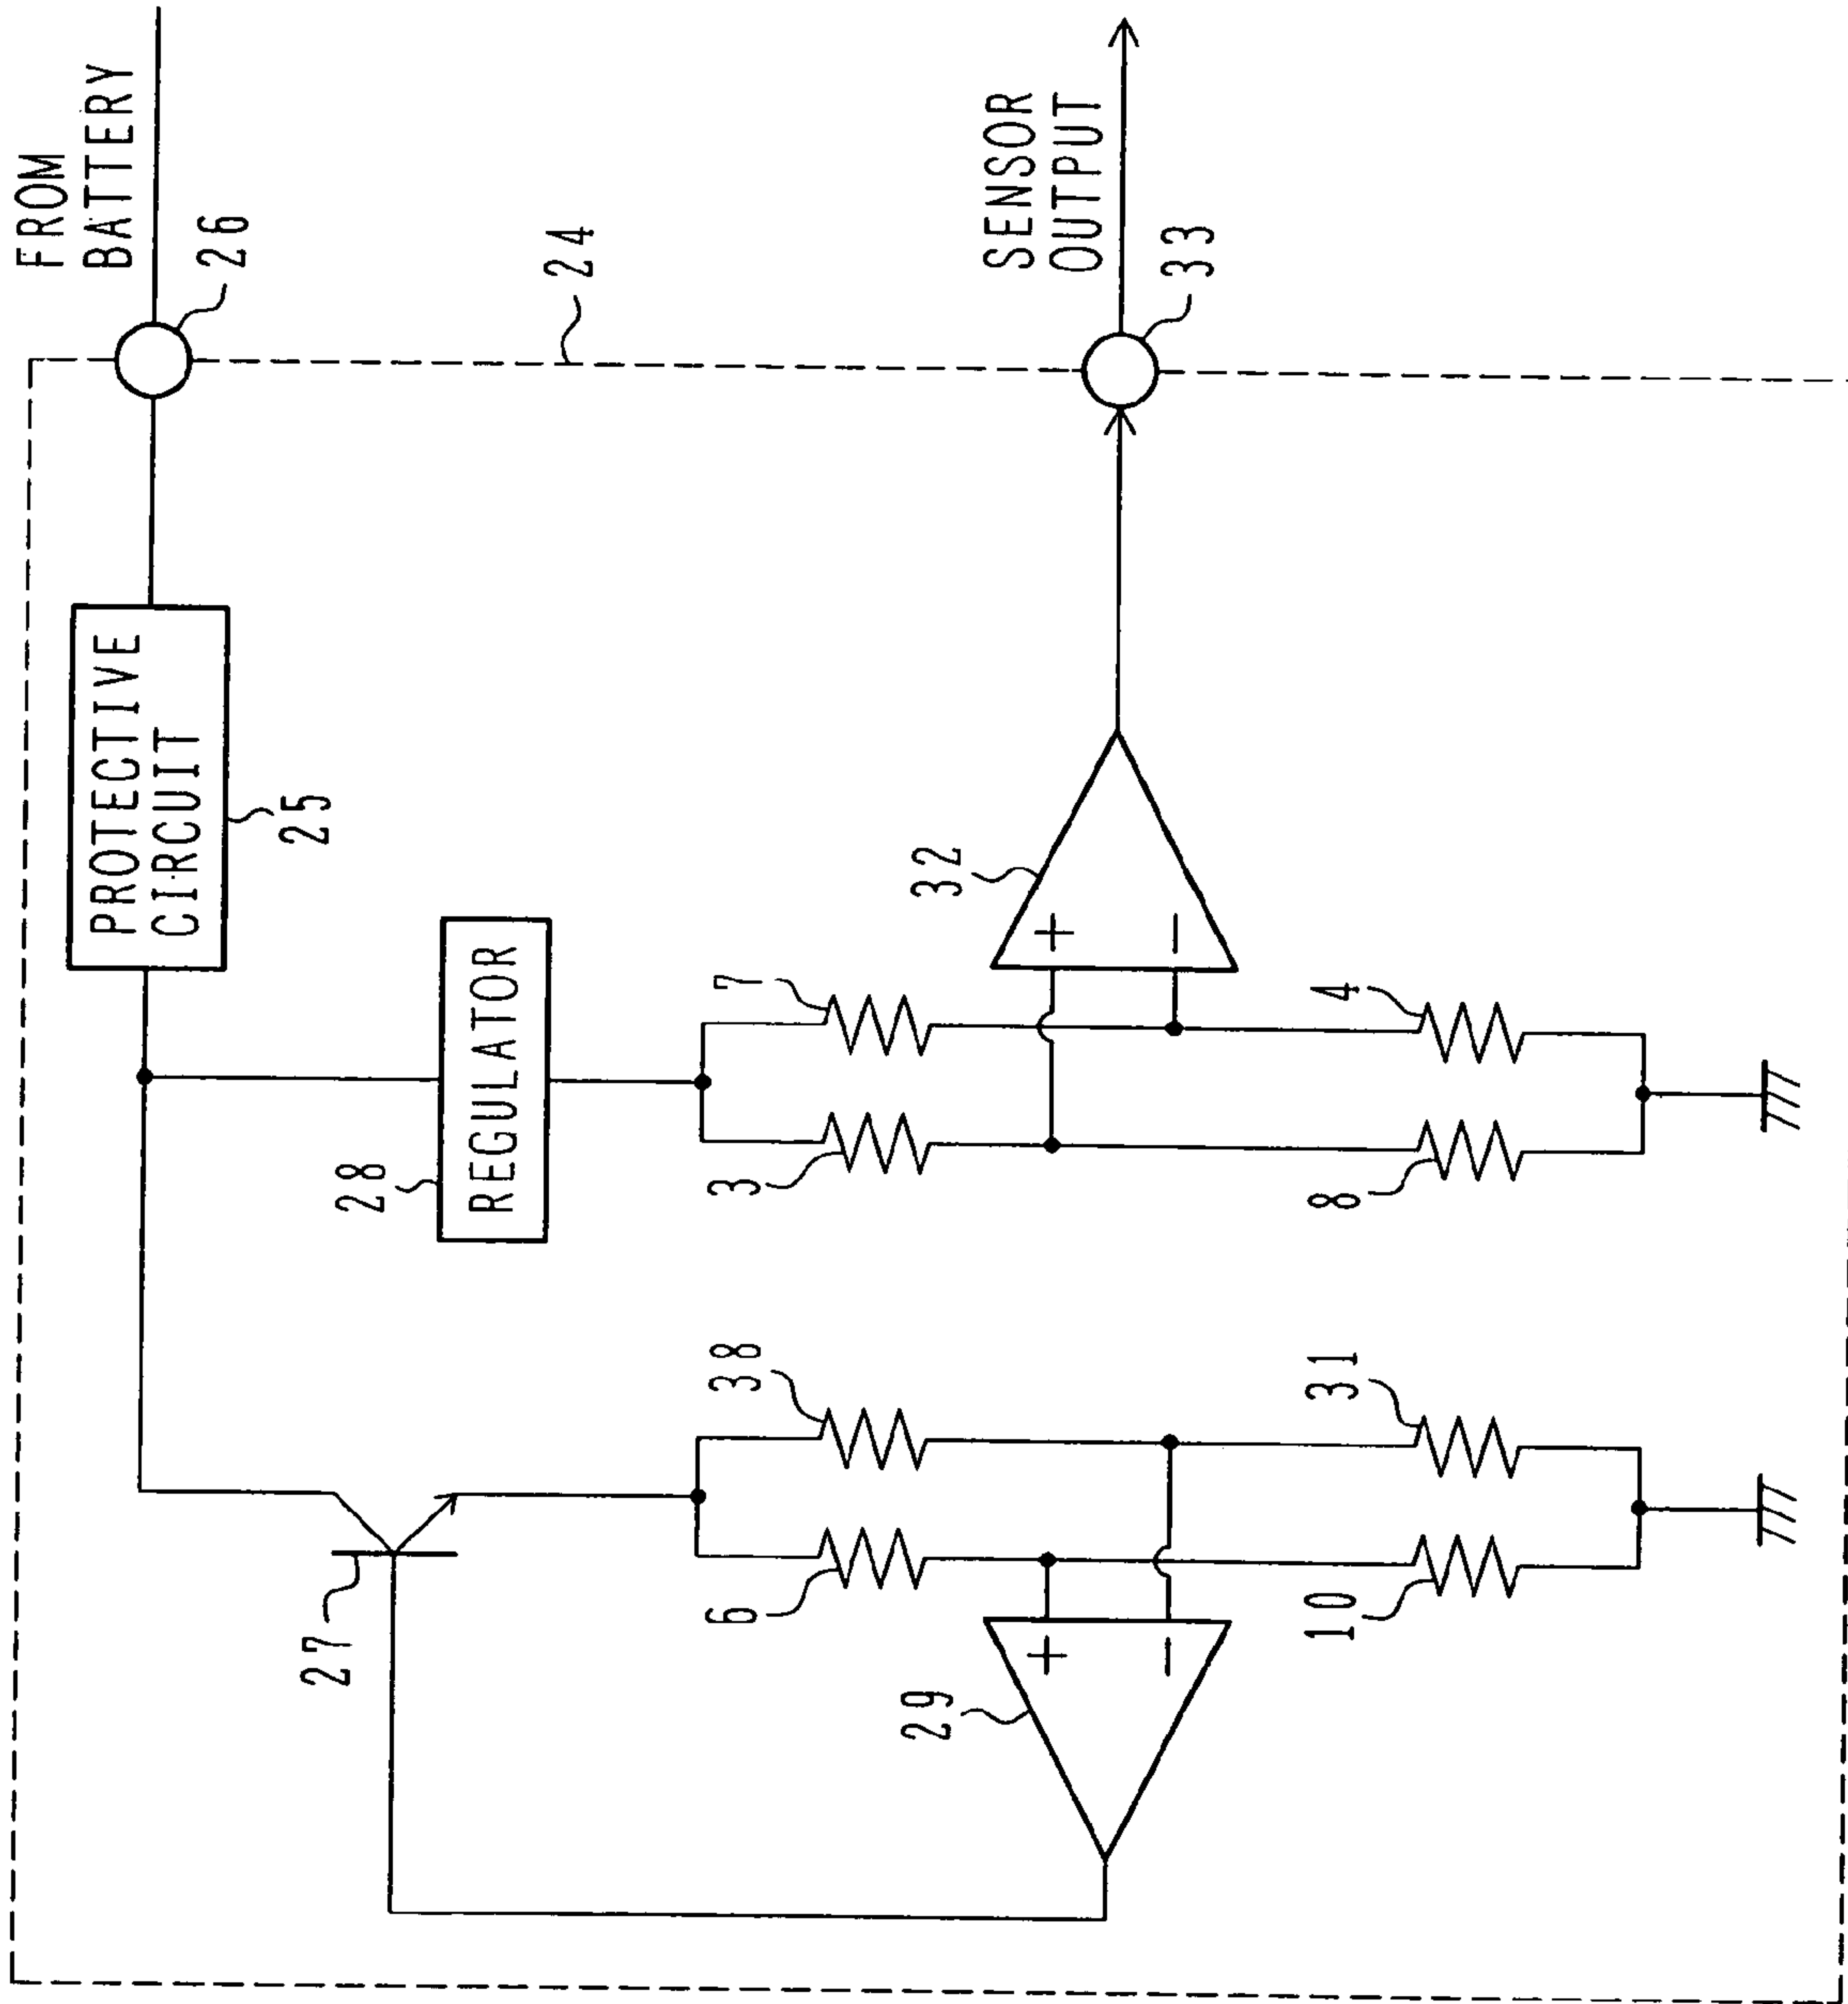 FROM
BATTERY
26
24
PROTECTIVE
CIRCUIT
25
28
REGULATOR
27
38
6
3
7
SENSOR
OUTPUT
33
32
+
−
29
+
−
31
10
8
4